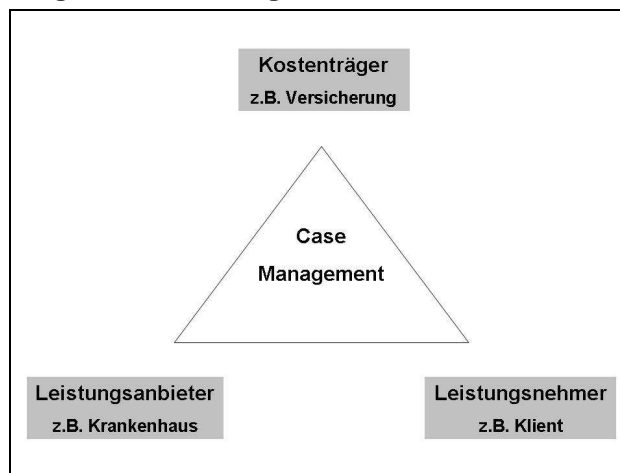 Kostenträger
z.B. Versicherung
Case
Management
Leistungsanbieter
z.B. Krankenhaus
Leistungsnehmer
z.B. Klient